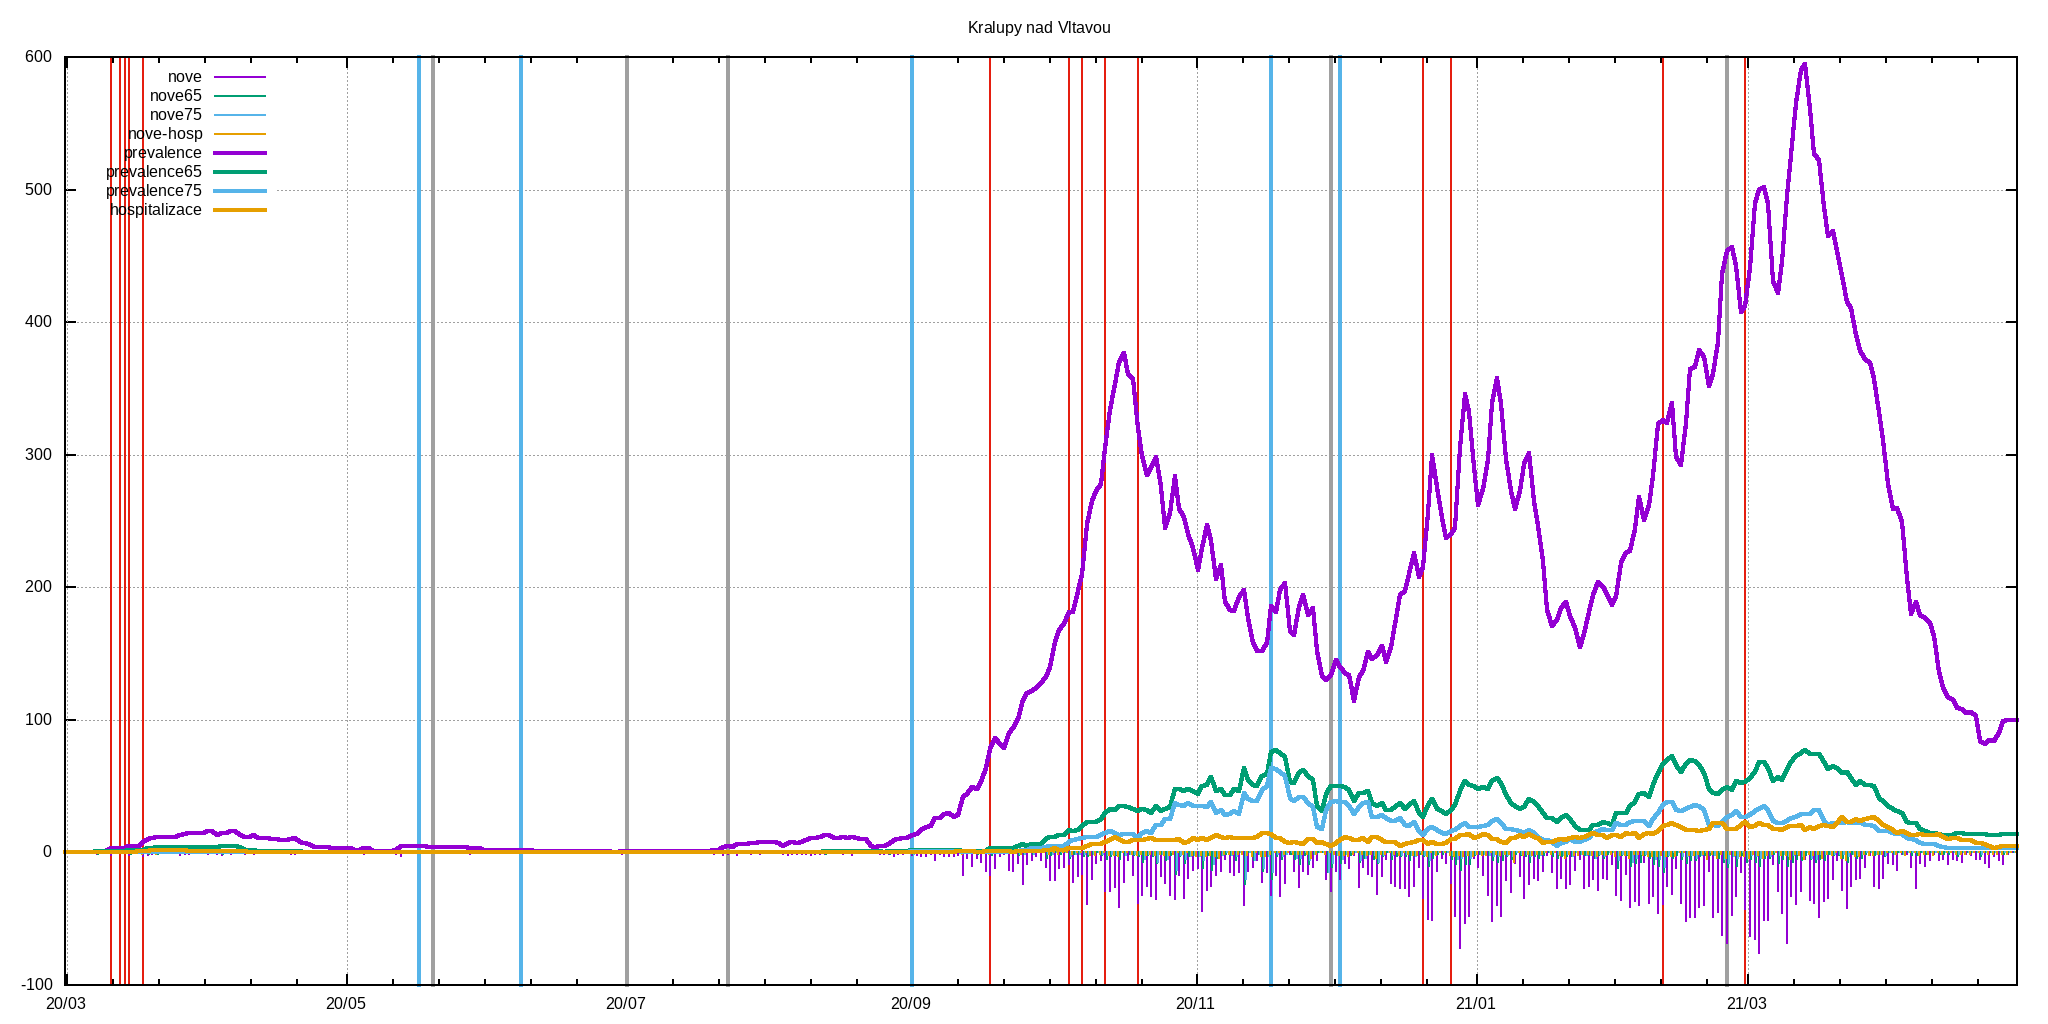 Kralupy nad Vltavou
600
500
400
300
200
100
0
-100
nove
nove65
nove75
nove-hosp
prevalence
prevalence65
prevalence75
hospitalizace
20/03 20/05 20/07 20/09 20/11 21/01 21/03